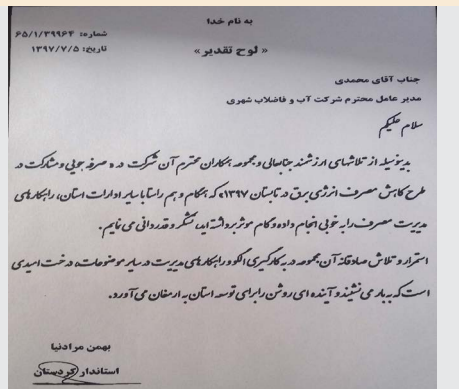 به نام خدا
شماره: ۶۵/۱/۳۹۹۶۴
تاریخ: ۱۳۹۷/۷/۵
« لوح تقدیر»
جناب آقای محمدی
مدیر عامل محترم شرکت آب و فاضلاب شهری
سلام علیکم
بدینوسیله از تلاشهای ارزشمند جنابعالی و مجموعه همکاران محترم آن شرکت در « صرفه جویی و مشارکت در
طرح کاهش مصرف انرژی برق در تابستان ۱۳۹۷» که همگام و هم راستا با سایر ادارات استان، راهکارهای
مدیریت مصرف را به خوبی انجام داده و گام موثر برداشته اید، تشکر و قدردانی می نمایم.
استمرار و تلاش صادقانه آن مجموعه در به کارگیری الگو و راهکارهای مدیریت در سایر موضوعات، درخت امیدی
است که به بار می نشیند و آینده ای روشن را برای توسعه استان به ارمغان می آورد.
بهمن مرادنیا
استاندار کردستان